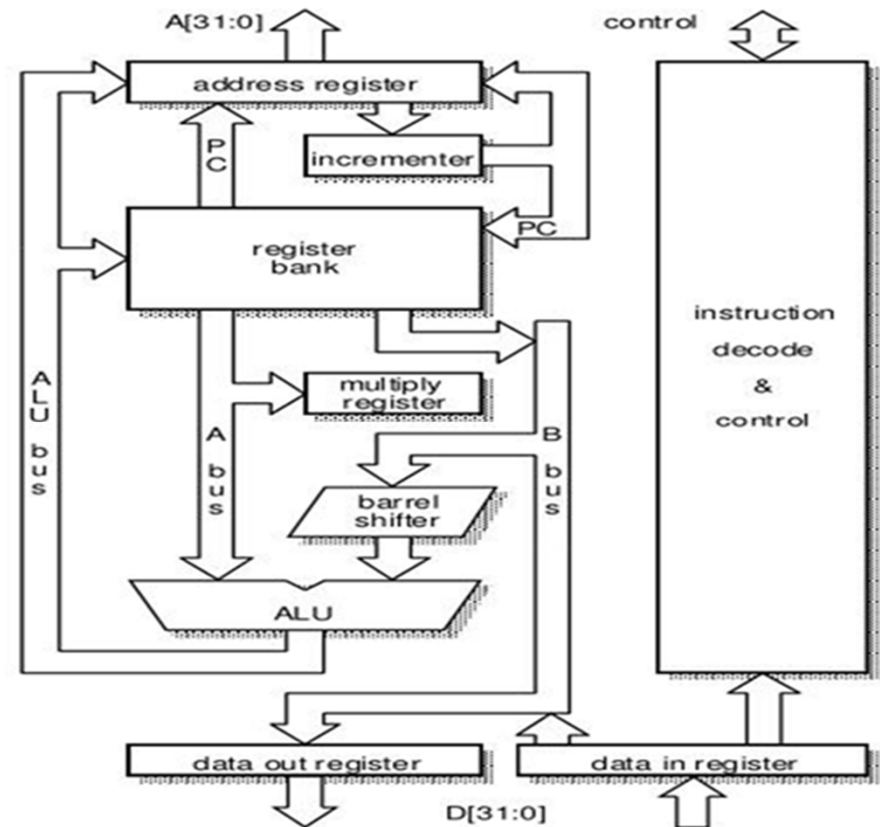 A[31:0]
control
address register
PC
incrementer
register
bank
PC
instruction
decode
&
control
multiply
register
ALU bus
A bus
B bus
barrel
shifter
ALU
data out register
data in register
D[31:0]